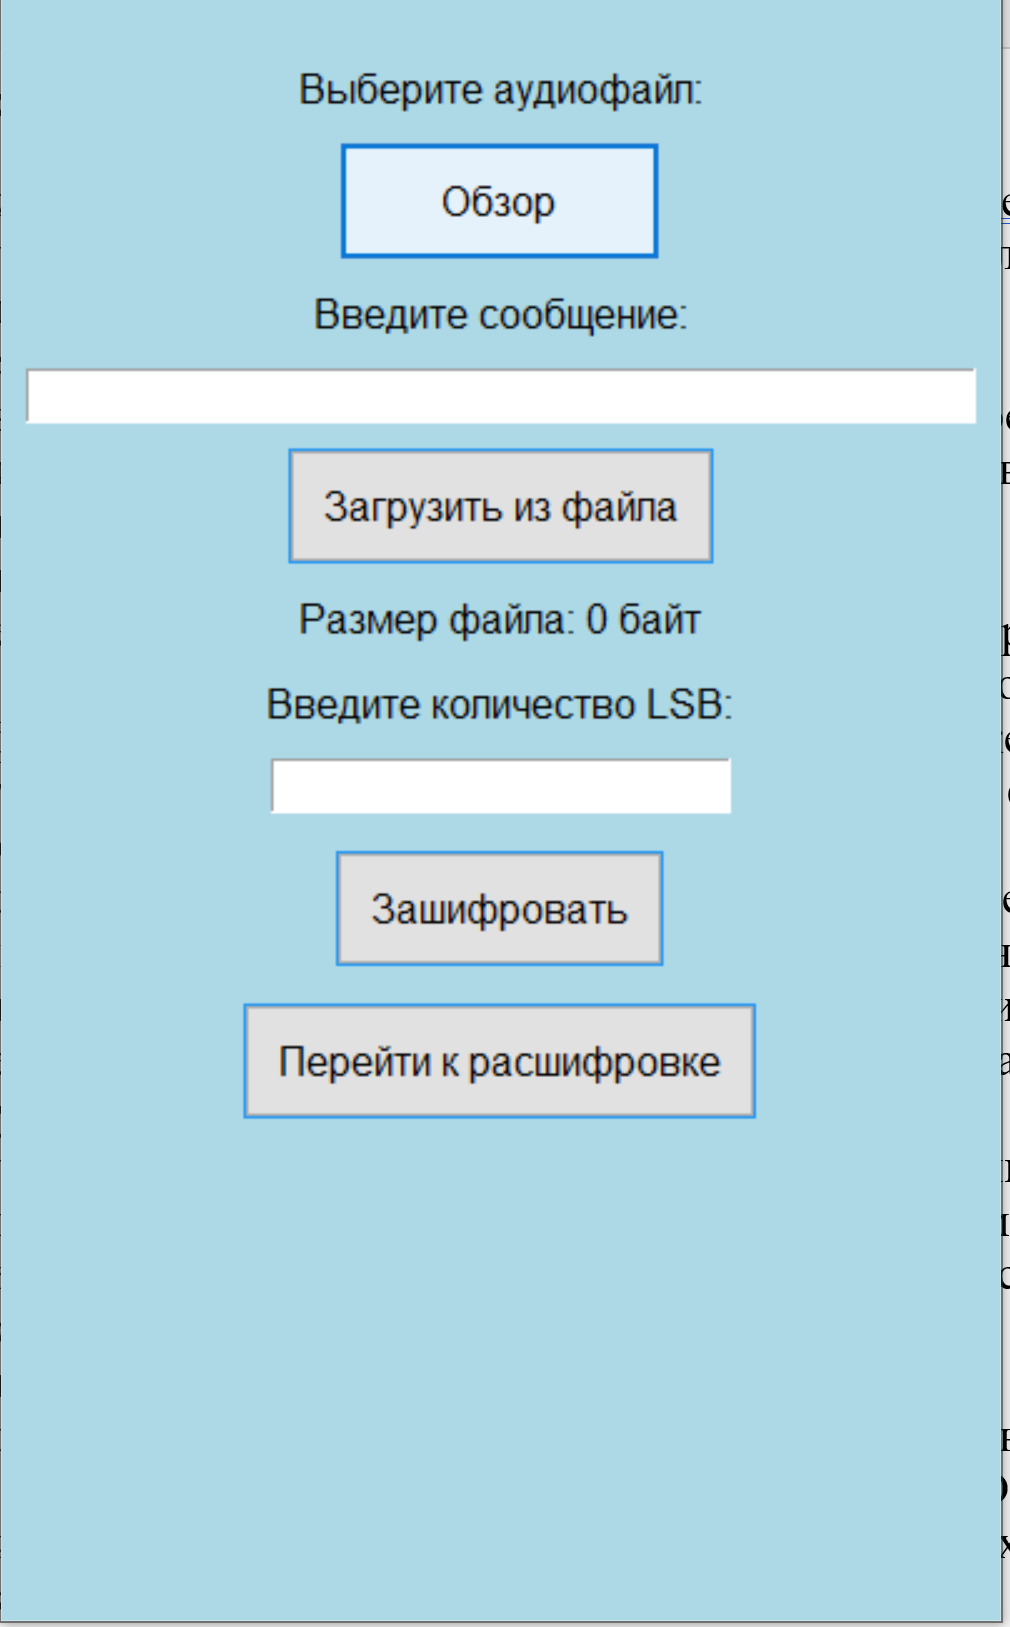 Выберите аудиофайл:
Обзор
Введите сообщение:
Загрузить из файла
Размер файла: 0 байт
Введите количество LSB:
Зашифровать
Перейти к расшифровке